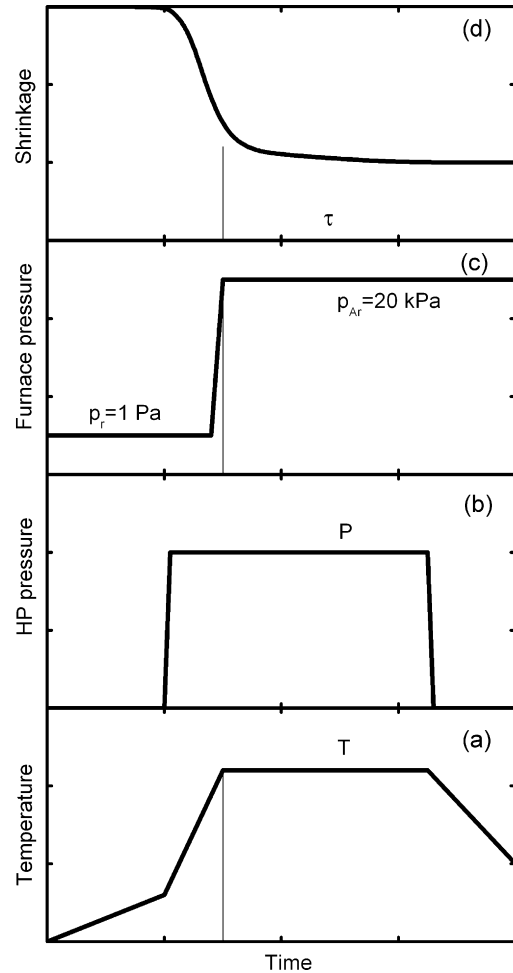 (d)
Shrinkage
τ
(c)
Furnace pressure
p_Ar=20 kPa
p_r=1 Pa
(b)
HP pressure
P
(a)
Temperature
T
Time